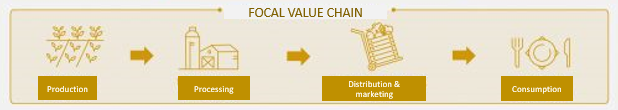 FOCAL VALUE CHAIN
Production
Processing
Distribution &
marketing
Consumption